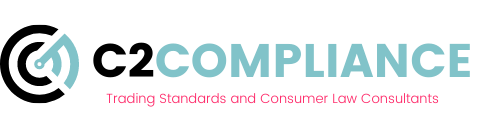 C2COMPLIANCE
Trading Standards and Consumer Law Consultants